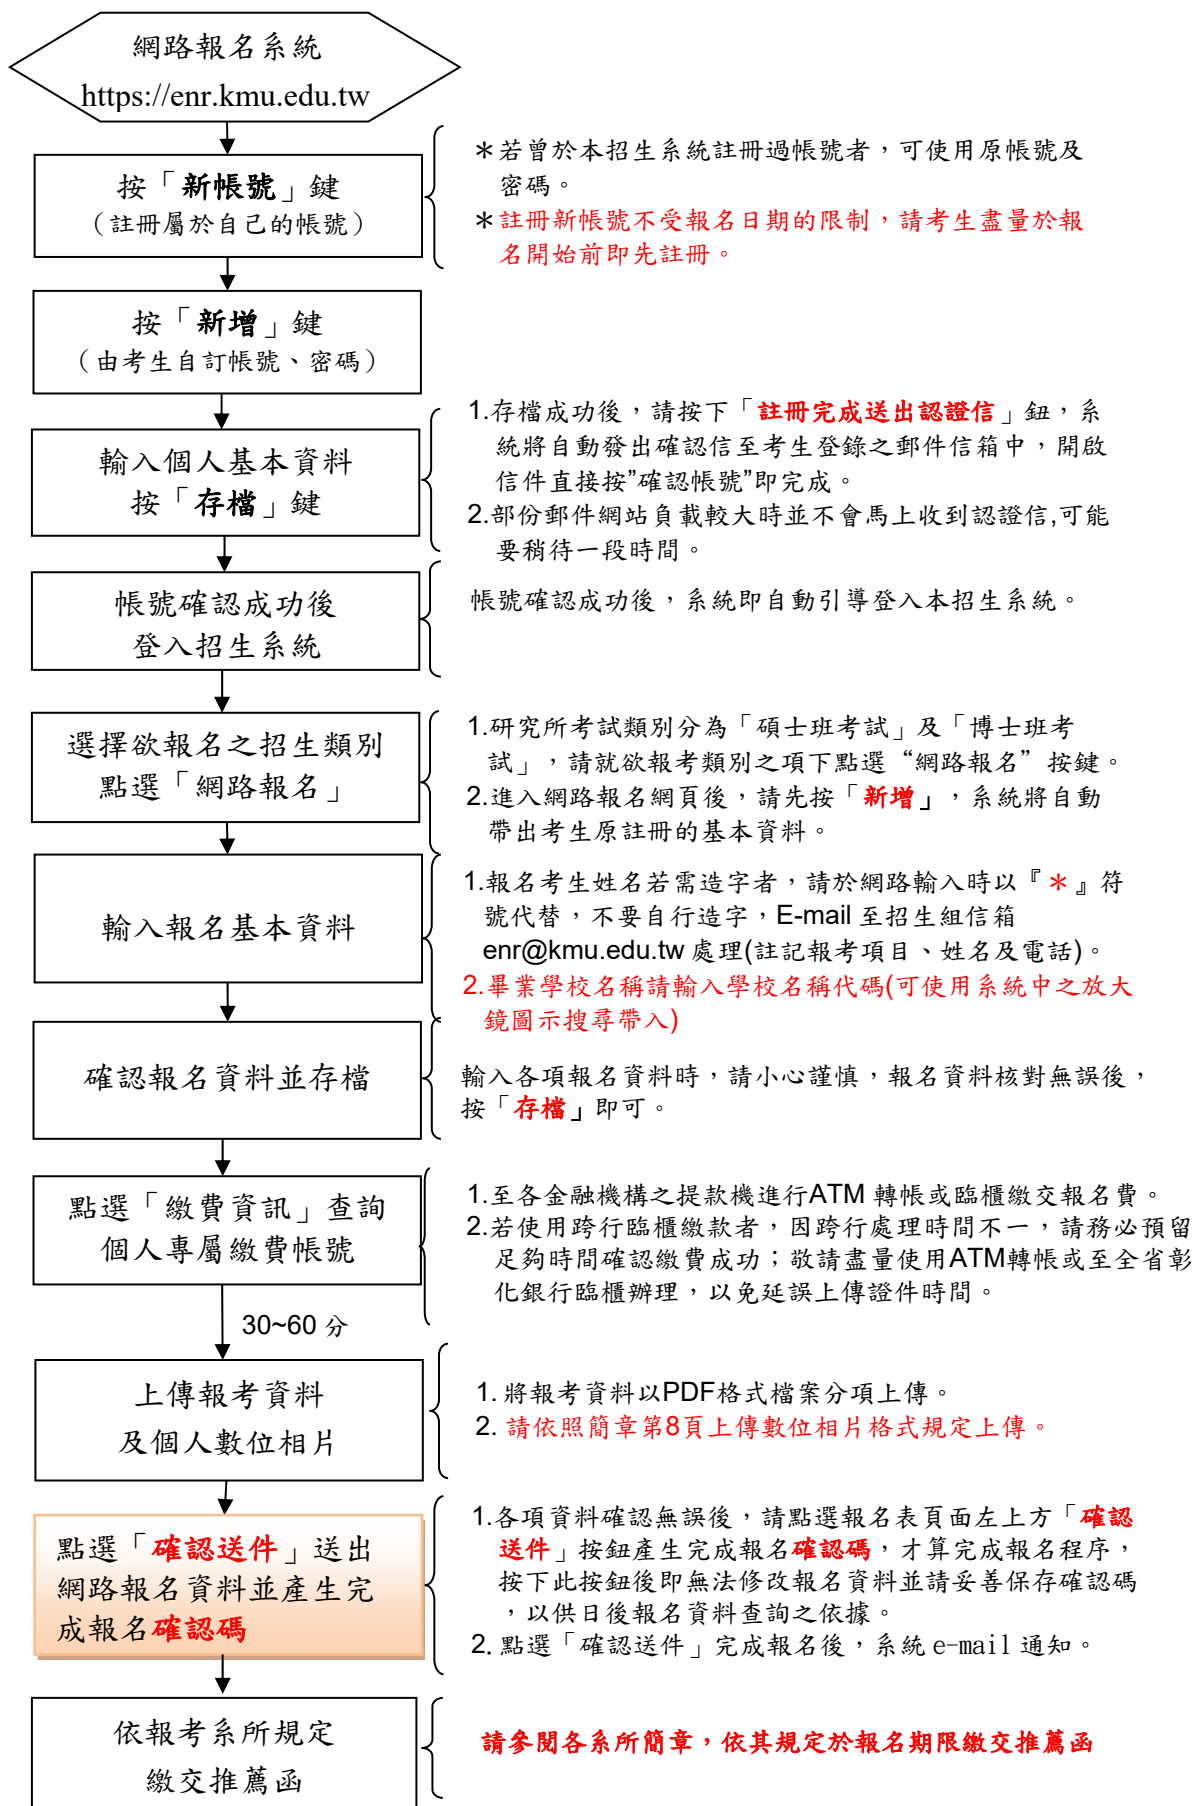 網路報名系統
https://enr.kmu.edu.tw
按「新帳號」鍵
（註冊屬於自己的帳號）
＊若曾於本招生系統註冊過帳號者，可使用原帳號及
密碼。
＊註冊新帳號不受報名日期的限制，請考生盡量於報
名開始前即先註冊。
按「新增」鍵
（由考生自訂帳號、密碼）
輸入個人基本資料
按「存檔」鍵
1.存檔成功後，請按下「註冊完成送出認證信」鈕，系
統將自動發出確認信至考生登錄之郵件信箱中，開啟
信件直接按”確認帳號”即完成。
2.部份郵件網站負載較大時並不會馬上收到認證信,可能
要稍待一段時間。
帳號確認成功後
登入招生系統
帳號確認成功後，系統即自動引導登入本招生系統。
選擇欲報名之招生類別
點選「網路報名」
1.研究所考試類別分為「碩士班考試」及「博士班考
試」，請就欲報考類別之項下點選“網路報名”按鍵。
2.進入網路報名網頁後，請先按「新增」，系統將自動
帶出考生原註冊的基本資料。
輸入報名基本資料
1.報名考生姓名若需造字者，請於網路輸入時以『＊』符
號代替，不要自行造字，E-mail 至招生組信箱
enr@kmu.edu.tw 處理(註記報考項目、姓名及電話)。
2.畢業學校名稱請輸入學校名稱代碼(可使用系統中之放大
鏡圖示搜尋帶入)
確認報名資料並存檔
輸入各項報名資料時，請小心謹慎，報名資料核對無誤後，
按「存檔」即可。
點選「繳費資訊」查詢
個人專屬繳費帳號
1.至各金融機構之提款機進行ATM 轉帳或臨櫃繳交報名費。
2.若使用跨行臨櫃繳款者，因跨行處理時間不一，請務必預留
足夠時間確認繳費成功；敬請盡量使用ATM轉帳或至全省彰
化銀行臨櫃辦理，以免延誤上傳證件時間。
30~60 分
上傳報考資料
及個人數位相片
1. 將報考資料以PDF格式檔案分項上傳。
2. 請依照簡章第8頁上傳數位相片格式規定上傳。
點選「確認送件」送出
網路報名資料並產生完
成報名確認碼
1.各項資料確認無誤後，請點選報名表頁面左上方「確認
送件」按鈕產生完成報名確認碼，才算完成報名程序，
按下此按鈕後即無法修改報名資料並請妥善保存確認碼
，以供日後報名資料查詢之依據。
2. 點選「確認送件」完成報名後，系統 e-mail 通知。
依報考系所規定
繳交推薦函
請參閱各系所簡章，依其規定於報名期限繳交推薦函